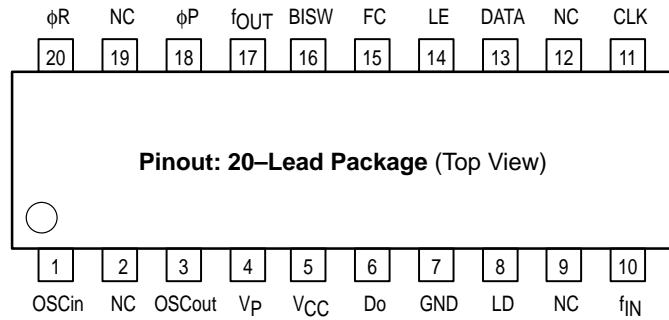 ϕR NC ϕP fOUT BISW FC LE DATA NC CLK
20 19 18 17 16 15 14 13 12 11
Pinout: 20–Lead Package (Top View)
1 2 3 4 5 6 7 8 9 10
OSCin NC OSCout VP VCC Do GND LD NC fIN